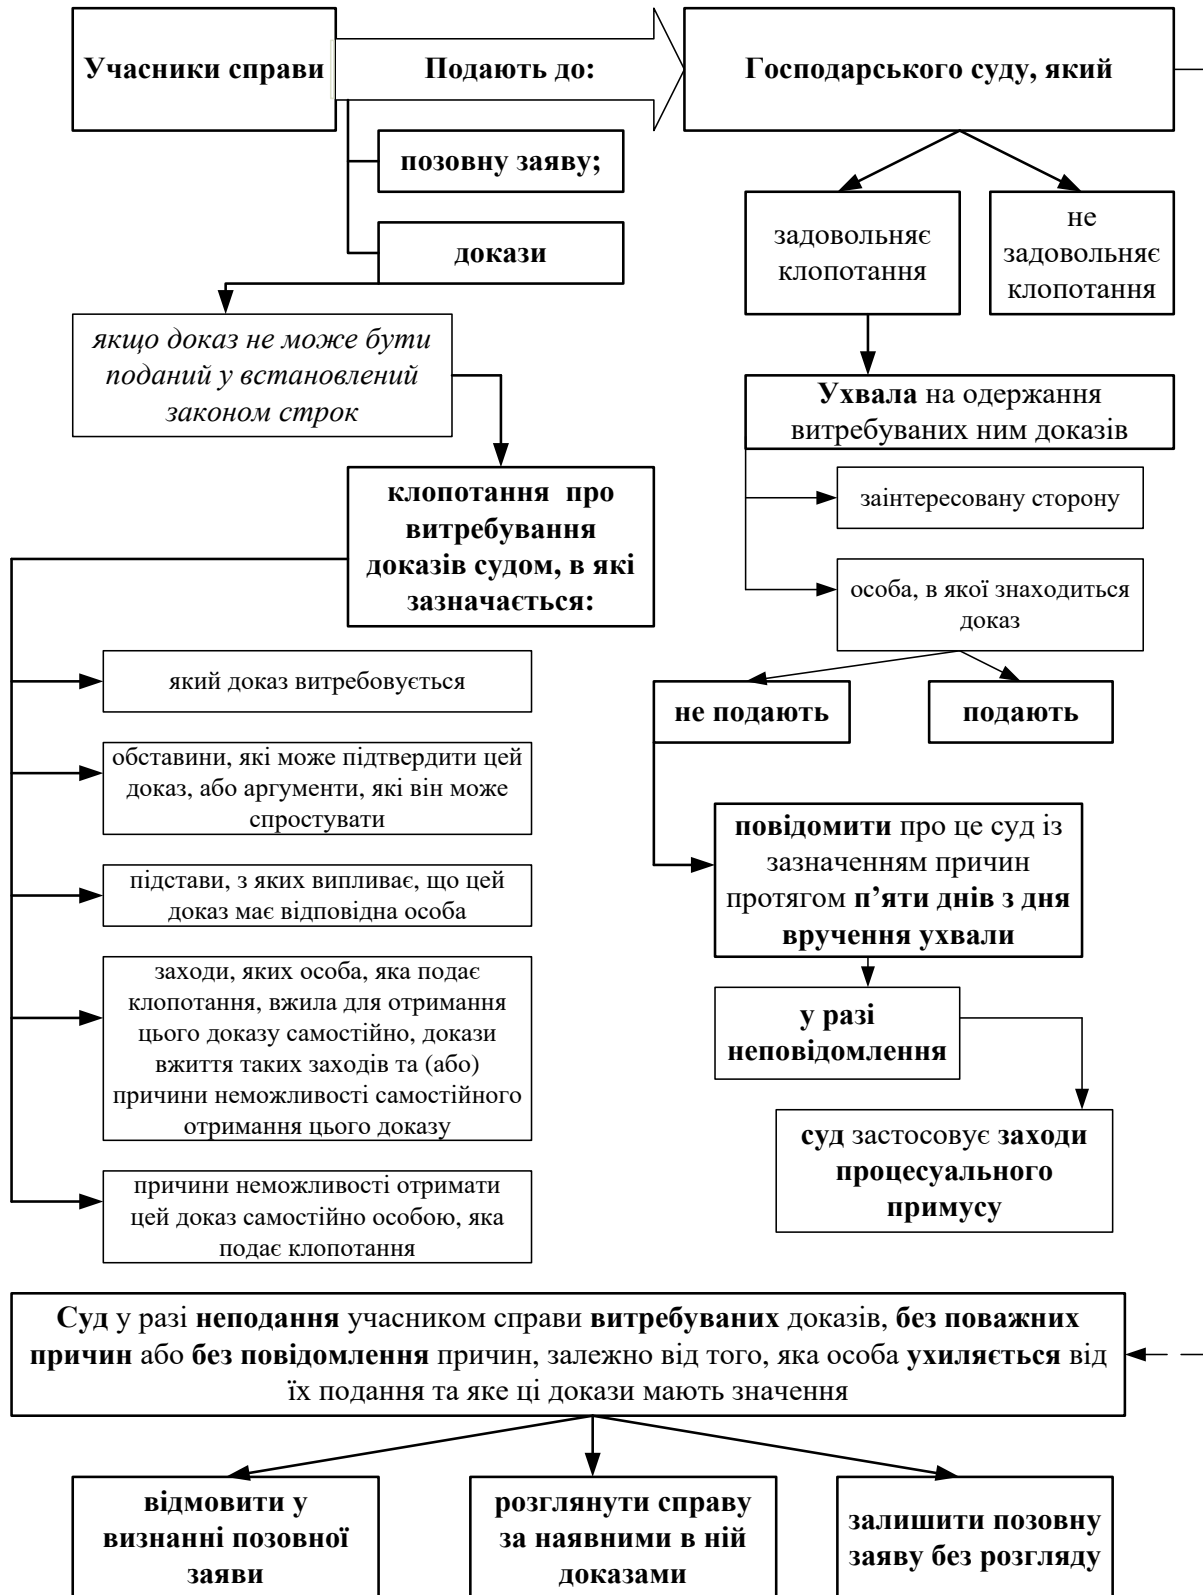 Учасники справи
Подають до:
Господарського суду, який
позовну заяву;
докази
якщо доказ не може бути
поданий у встановлений
законом строк
клопотання про
витребування
доказів судом, в які
зазначається:
який доказ витребовується
обставини, які може підтвердити цей
доказ, або аргументи, які він може
спростувати
підстави, з яких випливає, що цей
доказ має відповідна особа
заходи, яких особа, яка подає
клопотання, вжила для отримання
цього доказу самостійно, докази
вжиття таких заходів та (або)
причини неможливості самостійного
отримання цього доказу
причини неможливості отримати
цей доказ самостійно особою, яка
подає клопотання
задовольняє
клопотання
не
задовольняє
клопотання
Ухвала на одержання
витребуваних ним доказів
заінтересовану сторону
особа, в якої знаходиться
доказ
не подають
подають
повідомити про це суд із
зазначенням причин
протягом п’яти днів з дня
вручення ухвали
у разі
неповідомлення
суд застосовує заходи
процесуального
примусу
Суд у разі неподання учасником справи витребуваних доказів, без поважних
причин або без повідомлення причин, залежно від того, яка особа ухиляється від
їх подання та яке ці докази мають значення
відмовити у
визнанні позовної
заяви
розглянути справу
за наявними в ній
доказами
залишити позовну
заяву без розгляду